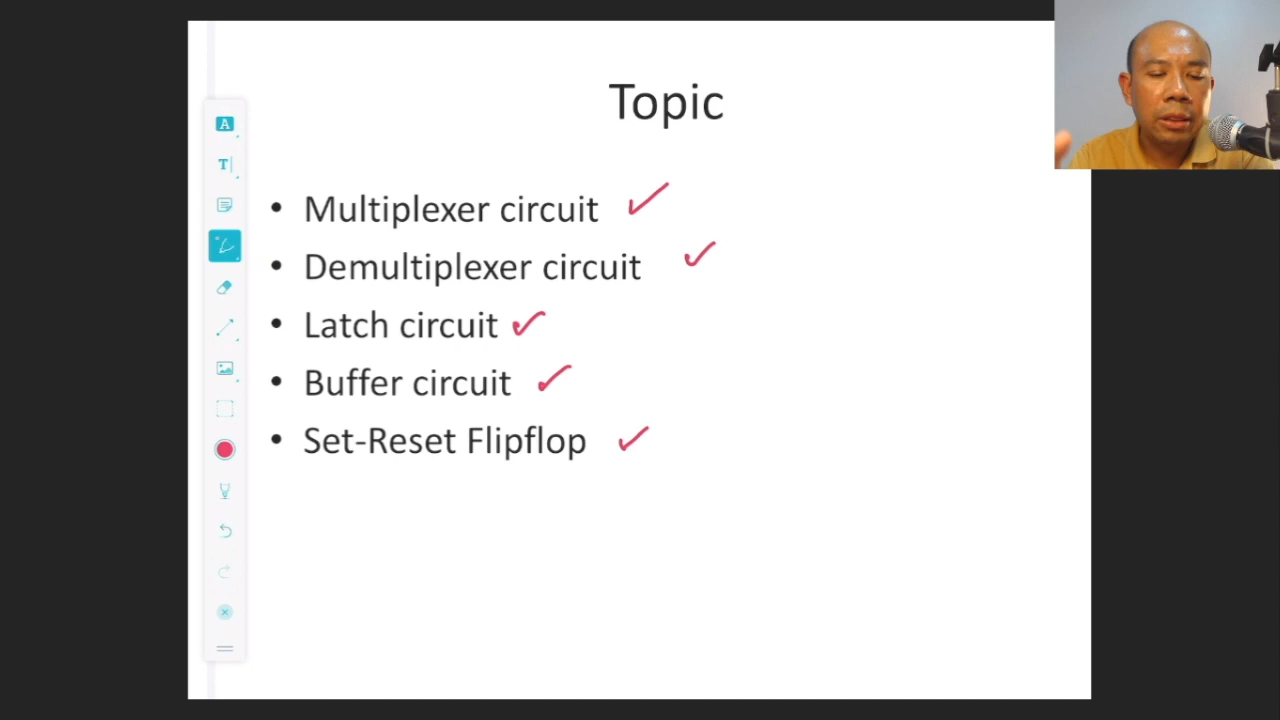 Topic
• Multiplexer circuit
• Demultiplexer circuit
• Latch circuit
• Buffer circuit
• Set-Reset Flipflop
A
T